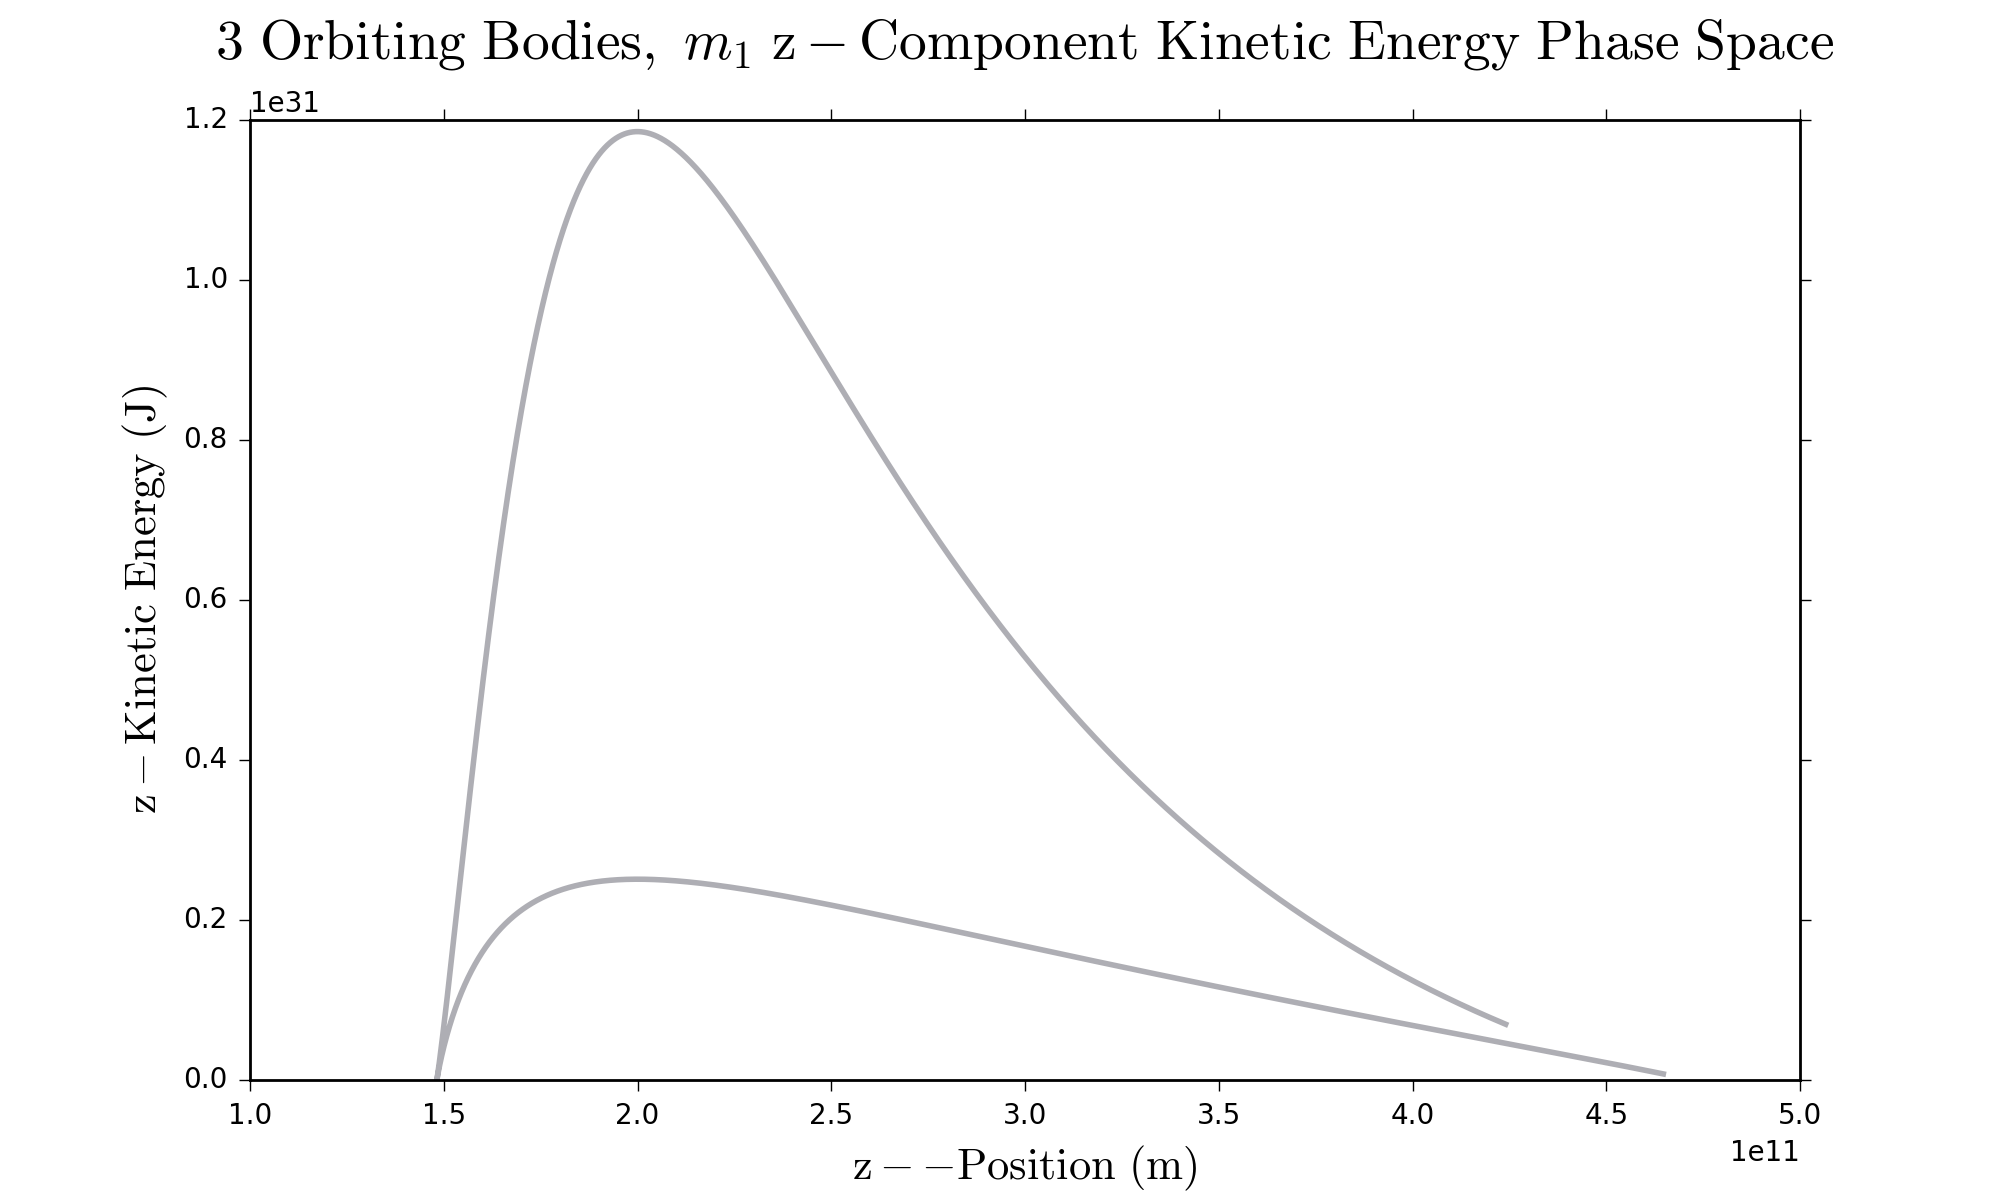 3 Orbiting Bodies, m₁ z − Component Kinetic Energy Phase Space
1e31
1.2
1.0
0.8
0.6
0.4
0.2
0.0
z − Kinetic Energy (J)
1.0 1.5 2.0 2.5 3.0 3.5 4.0 4.5 5.0
1e11
z − −Position (m)